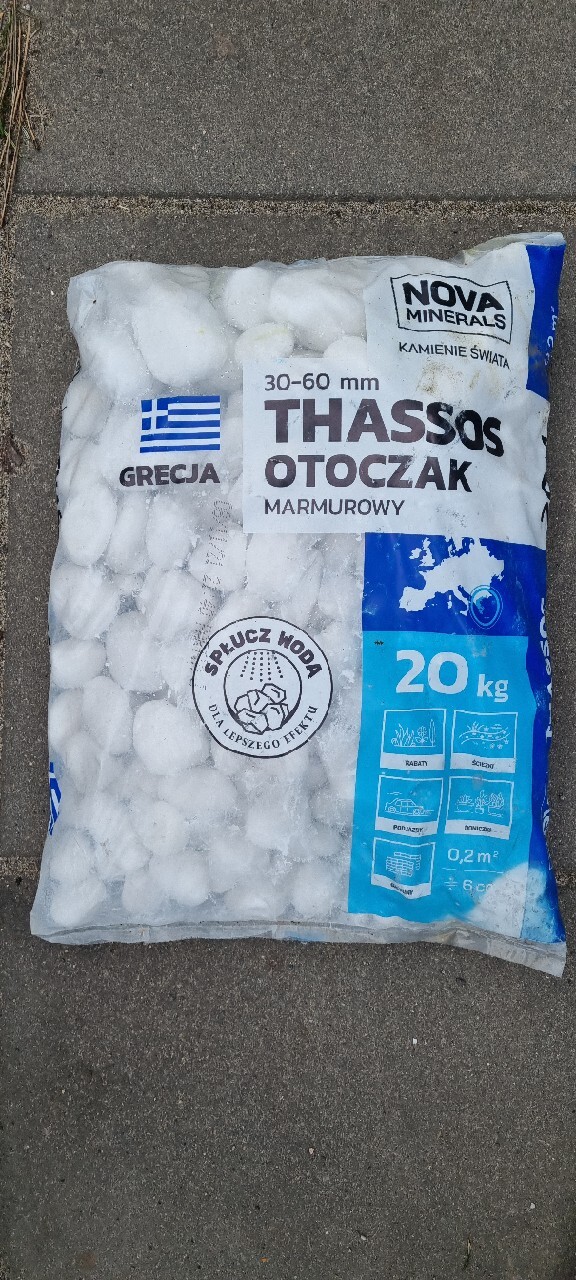 NOVA
MINERALS
KAMIENIE ŚWIATA
30-60 mm
THASSOS
OTOCZAK
MARMUROWY
GRECJA
SPŁUCZ WODĄ
DLA LEPSZEGO EFEKTU
20 kg
RABATY
ŚCIEŻKI
PODJAZDY
DONICZKI
0,2 m²